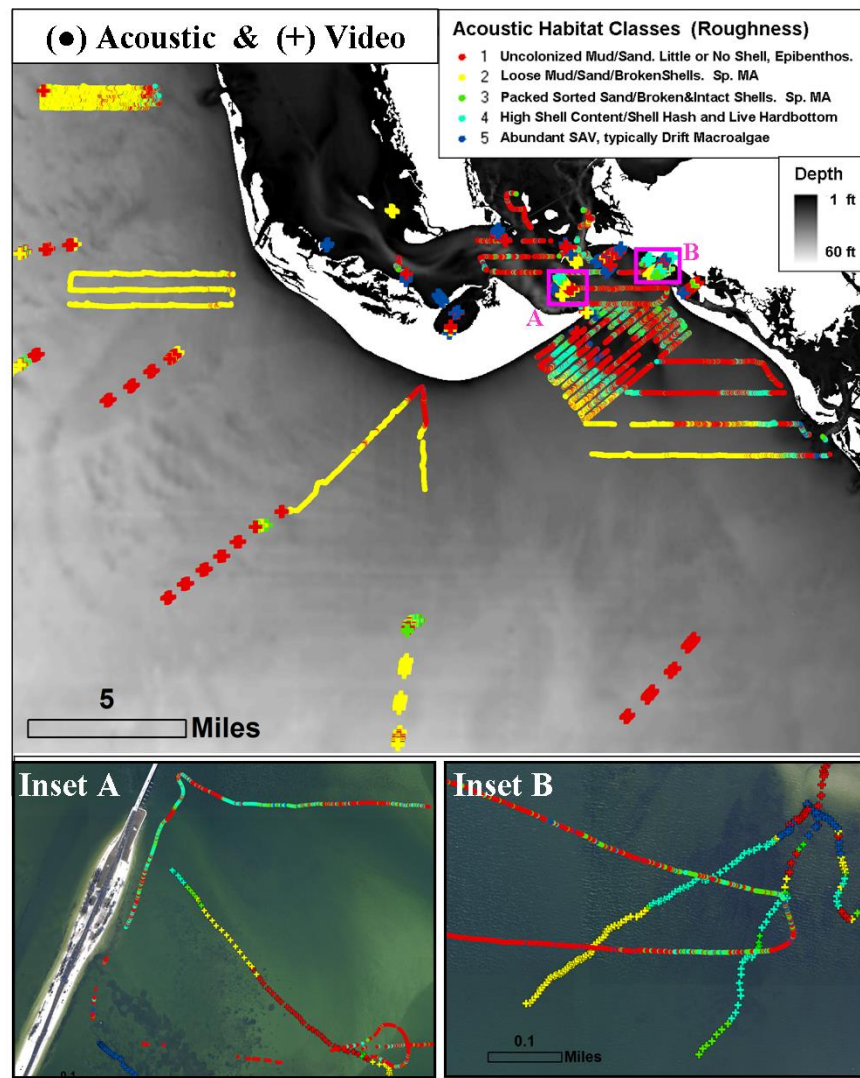 (●) Acoustic & (+) Video
Acoustic Habitat Classes (Roughness)
1 Uncolonized Mud/Sand. Little or No Shell, Epibenthos.
2 Loose Mud/Sand/BrokenShells. Sp. MA
3 Packed Sorted Sand/Broken&Intact Shells. Sp. MA
4 High Shell Content/Shell Hash and Live Hardbottom
5 Abundant SAV, typically Drift Macroalgae
Depth
1 ft
60 ft
B
A
5
Miles
Inset A
0.1
Inset B
0.1
Miles